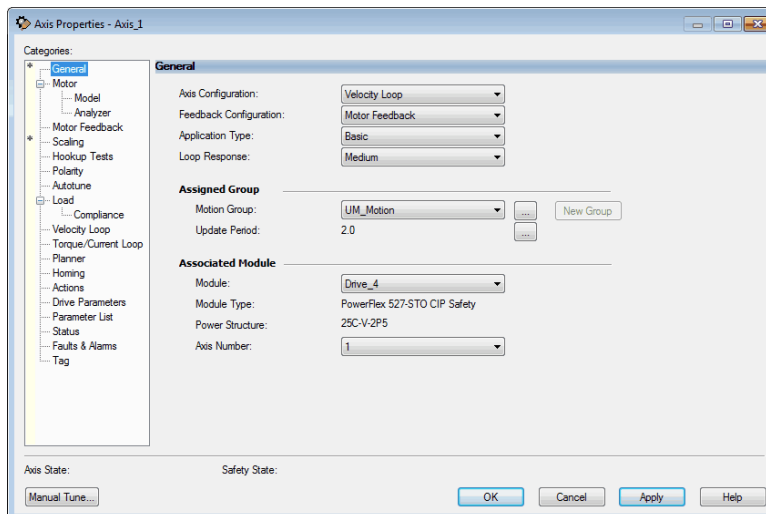 Axis Properties - Axis_1
Categories:
* General
Motor
Model
Analyzer
Motor Feedback
* Scaling
Hookup Tests
Polarity
Autotune
Load
Compliance
Velocity Loop
Torque/Current Loop
Planner
Homing
Actions
Drive Parameters
Parameter List
Status
Faults & Alarms
Tag
General
Axis Configuration: Velocity Loop
Feedback Configuration: Motor Feedback
Application Type: Basic
Loop Response: Medium
Assigned Group
Motion Group: UM_Motion ... New Group
Update Period: 2.0 ...
Associated Module
Module: Drive_4
Module Type: PowerFlex 527-STO CIP Safety
Power Structure: 25C-V-2P5
Axis Number: 1
Axis State: Safety State:
Manual Tune... OK Cancel Apply Help